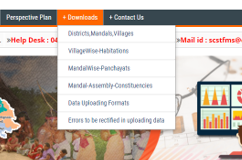 Perspective Plan + Downloads + Contact Us
Districts,Mandals,Villages
»Help Desk : 04
»Mail id : scstfms@
VillageWise-Habitations
MandalWise-Panchayats
Mandal-Assembly-Constituencies
Data Uploading Formats
Errors to be rectified in uploading data